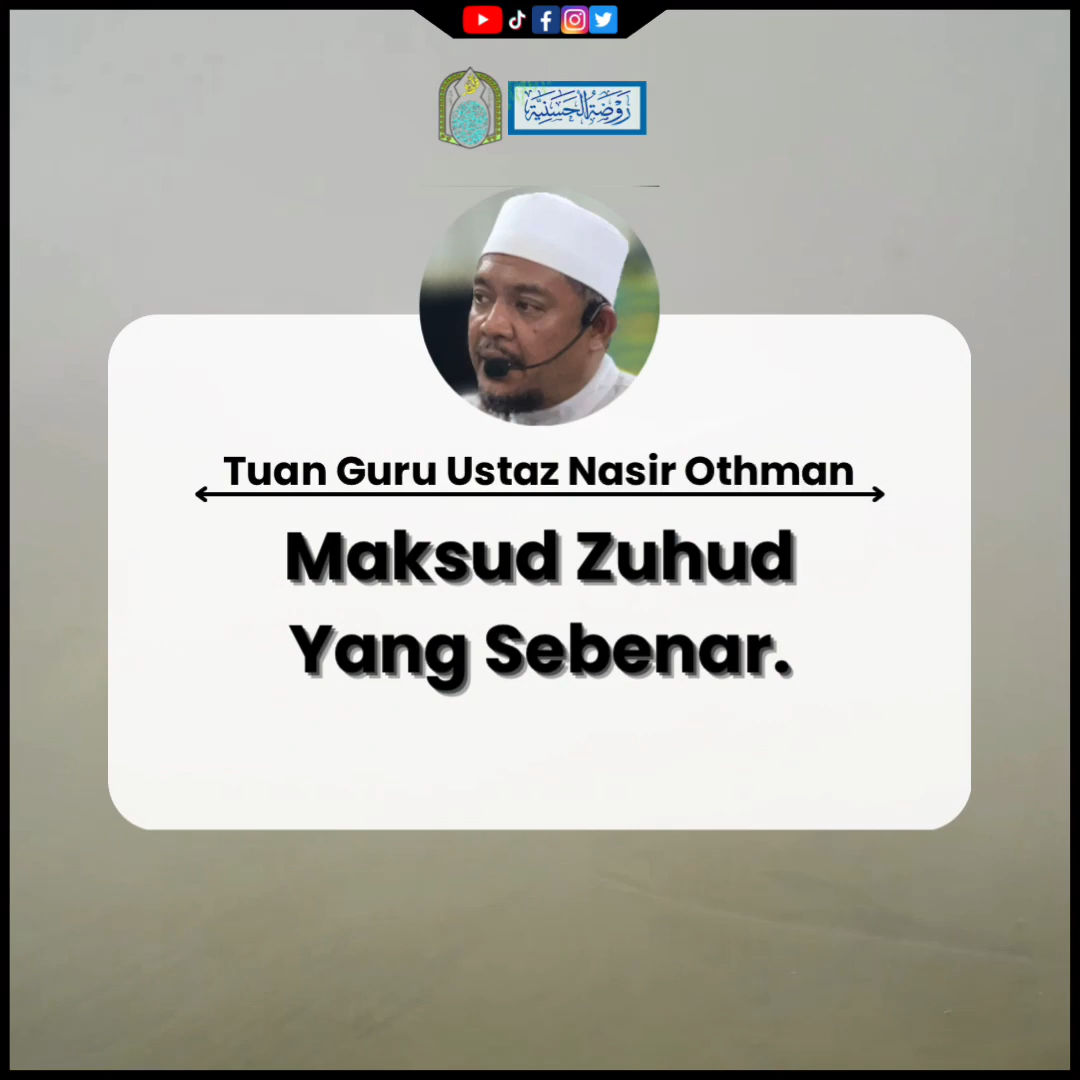 روضة الحسنية
Tuan Guru Ustaz Nasir Othman
Maksud Zuhud
Yang Sebenar.